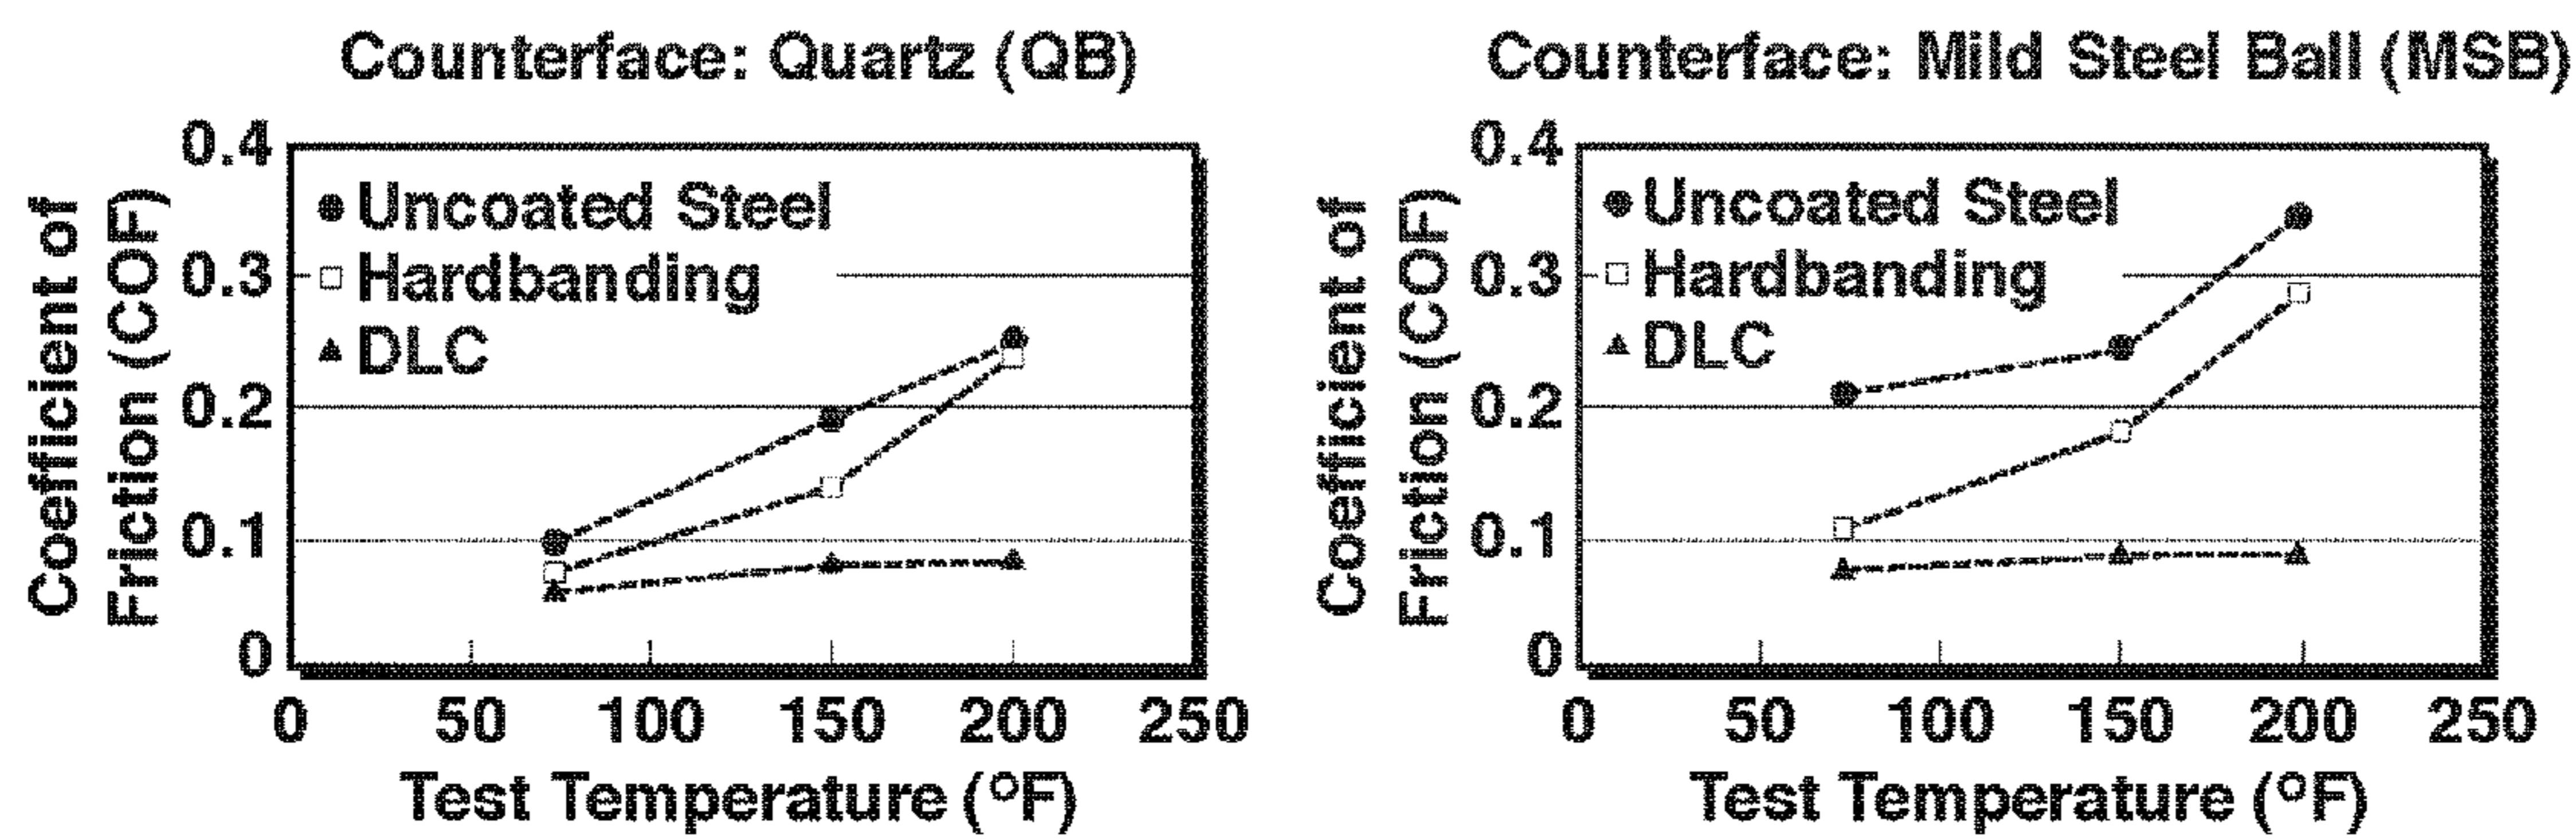 Counterface: Quartz (QB)
Coefficient of
Friction (COF)
0.4
0.3
0.2
0.1
0
Uncoated Steel
Hardbanding
DLC
0 50 100 150 200 250
Test Temperature (°F)
Counterface: Mild Steel Ball (MSB)
Coefficient of
Friction (COF)
0.4
0.3
0.2
0.1
0
Uncoated Steel
Hardbanding
DLC
0 50 100 150 200 250
Test Temperature (°F)